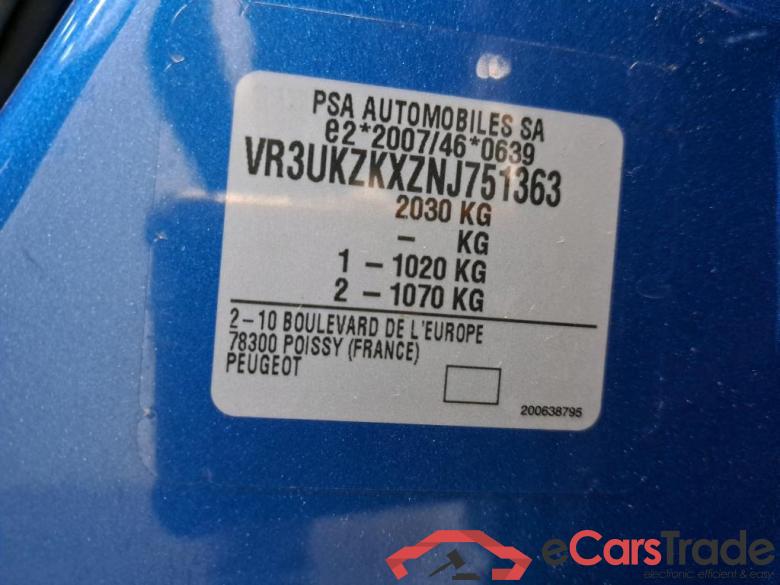 PSA AUTOMOBILES SA
e2*2007/46*0639
VR3UKZKXZNJ751363
2030 KG
- KG
1 - 1020 KG
2 - 1070 KG
2-10 BOULEVARD DE L'EUROPE
78300 POISSY (FRANCE)
PEUGEOT
200638795
eCarsTrade
electronic efficient & easy